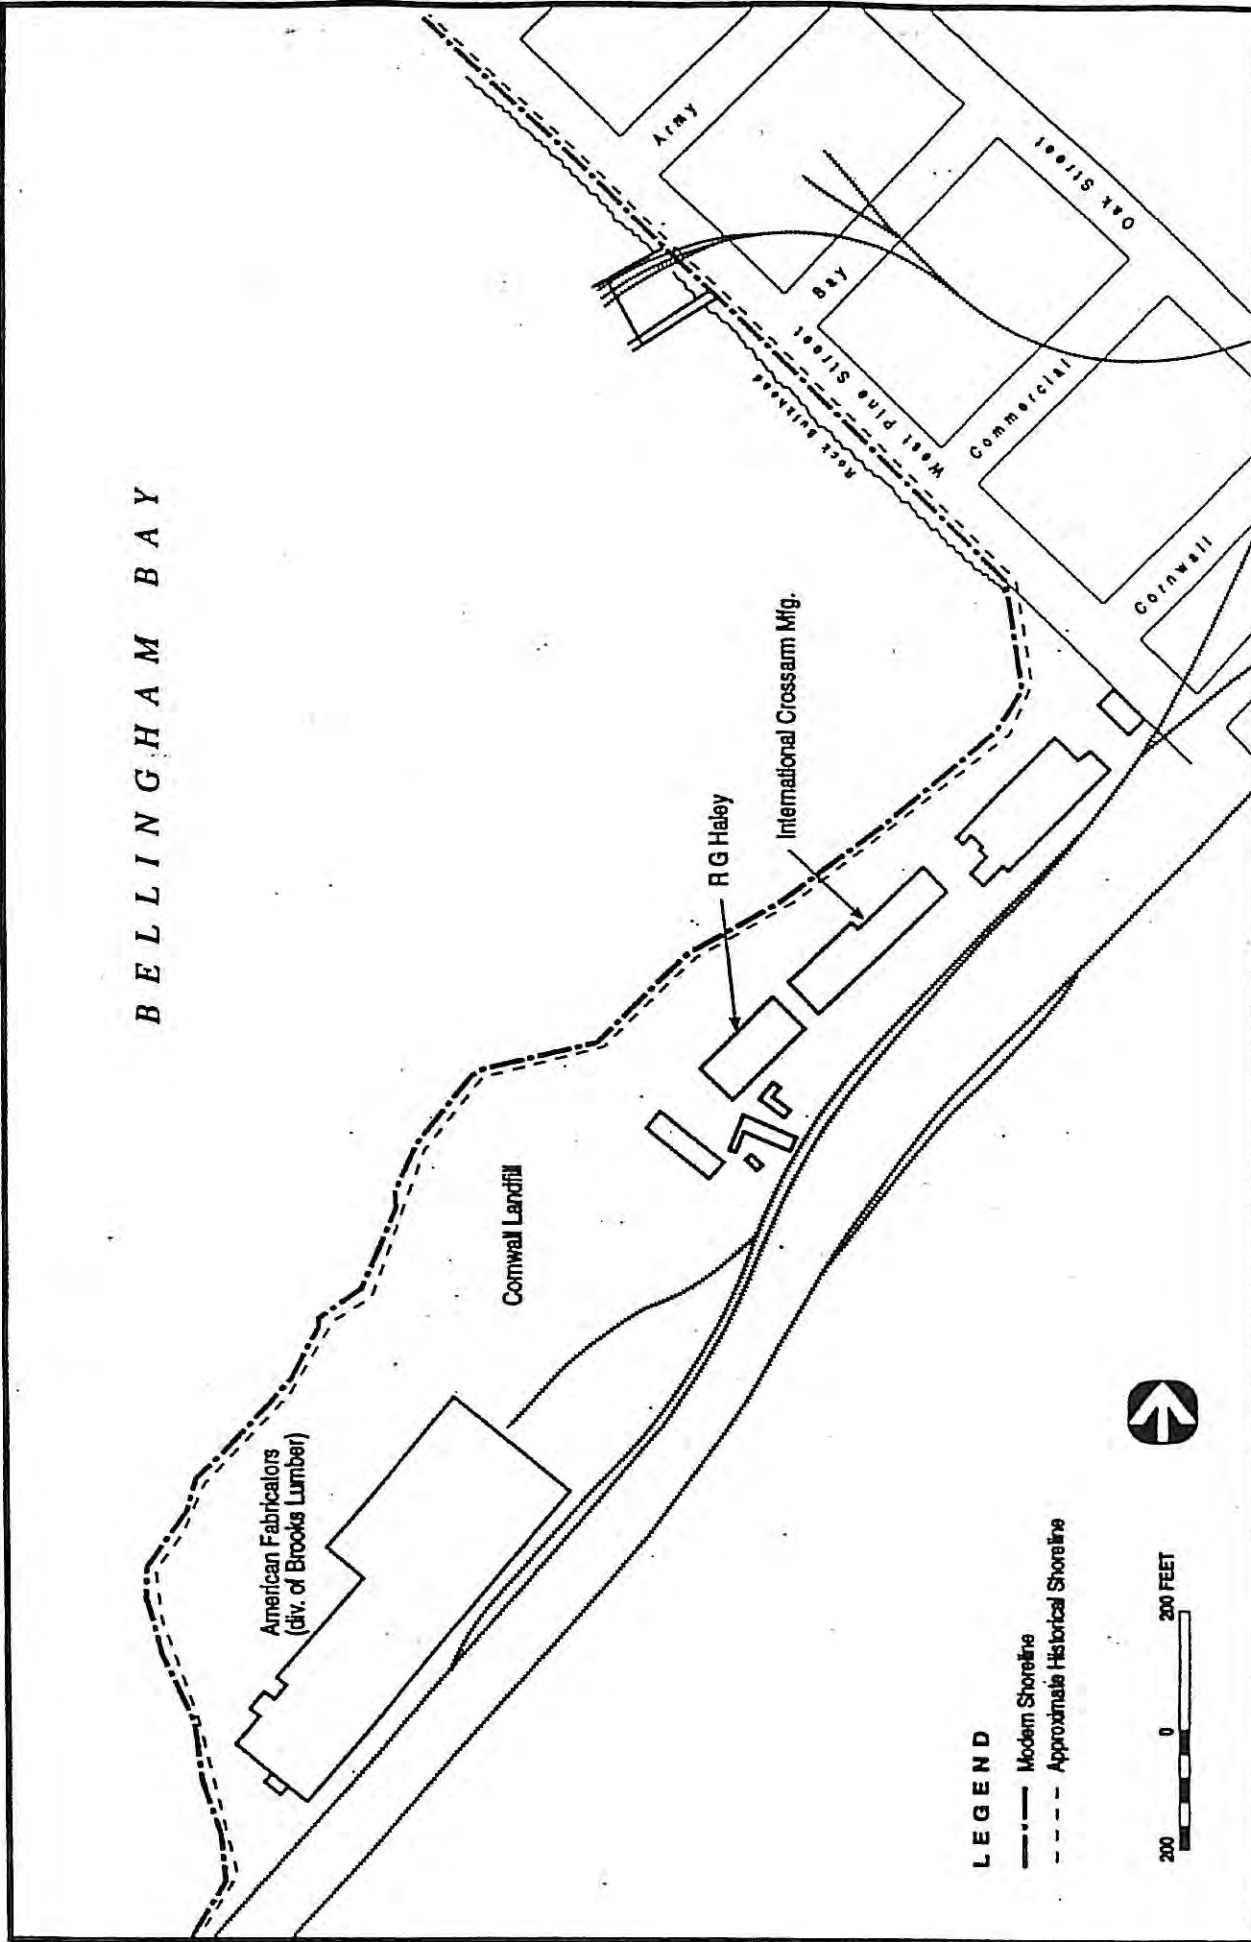 BELLINGHAM BAY
Army
Bay
Oak Street
West Pine Street
Rock Bulkhead
Commercial
Cornwall
International Crossarm Mfg.
R G Haley
Cornwall Landfill
American Fabricators
(div. of Brooks Lumber)
LEGEND
Modern Shoreline
Approximate Historical Shoreline
200 0 200 FEET